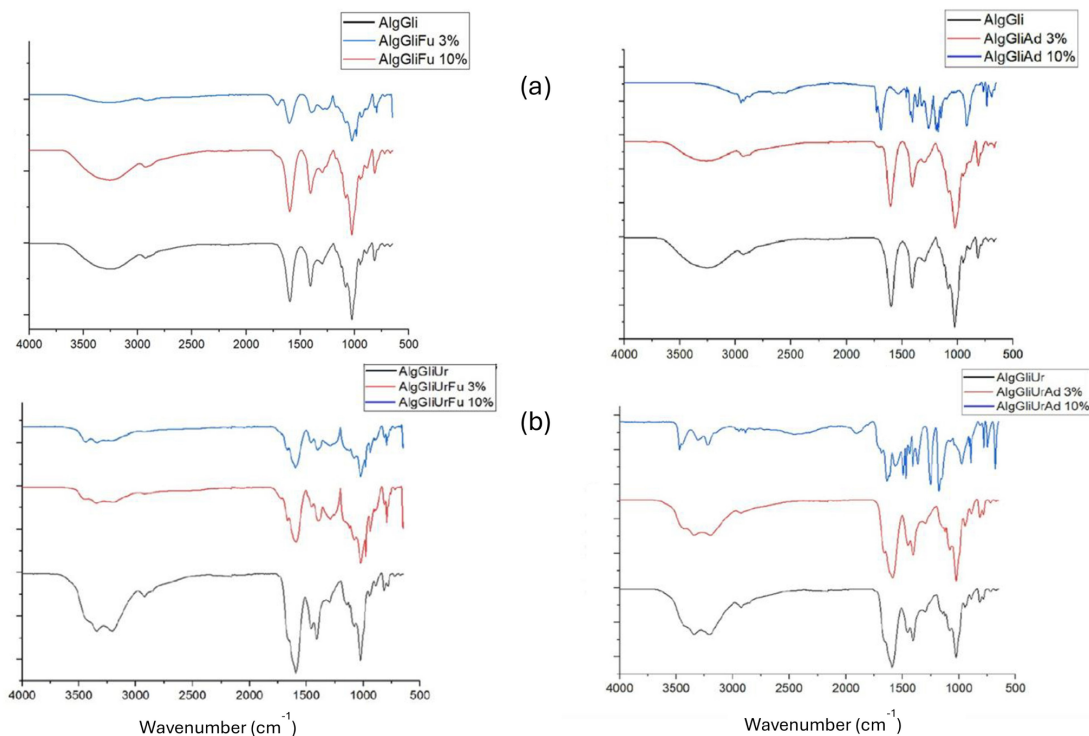 AlgGli
AlgGliFu 3%
AlgGliFu 10%
4000 3500 3000 2500 2000 1500 1000 500
(a)
AlgGli
AlgGliAd 3%
AlgGliAd 10%
4000 3500 3000 2500 2000 1500 1000 500
AlgGliUr
AlgGliUrFu 3%
AlgGliUrFu 10%
4000 3500 3000 2500 2000 1500 1000 500
Wavenumber (cm⁻¹)
(b)
AlgGliUr
AlgGliUrAd 3%
AlgGliUrAd 10%
4000 3500 3000 2500 2000 1500 1000 500
Wavenumber (cm⁻¹)